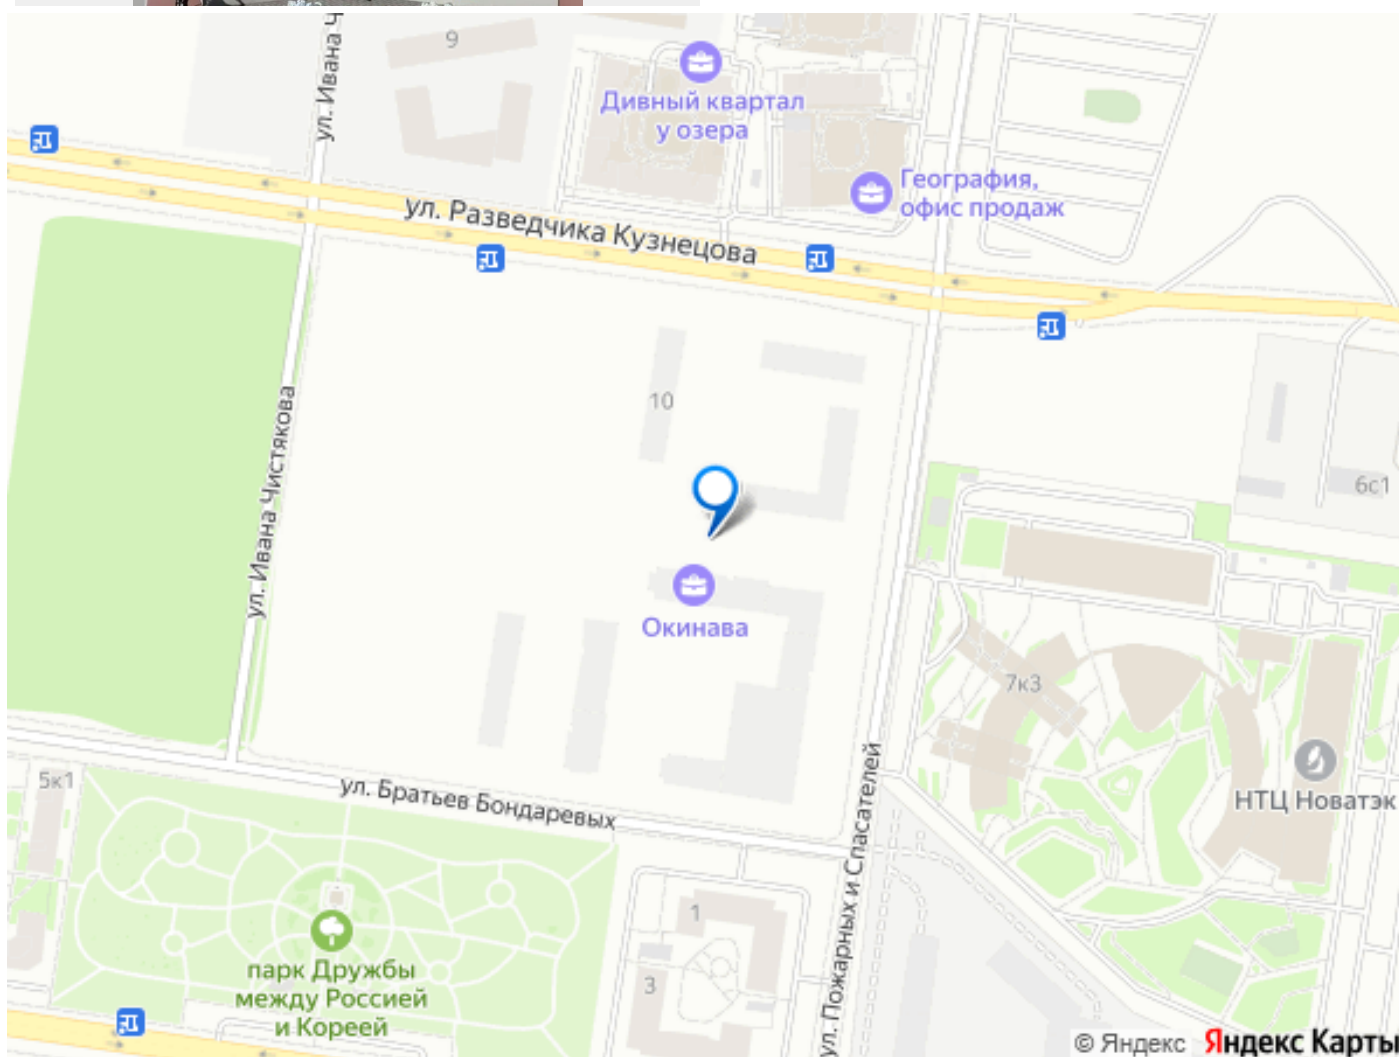 ул. Ивана Ч
9
Дивный квартал
у озера
География,
офис продаж
ул. Разведчика Кузнецова
10
ул. Ивана Чистякова
6с1
Окинава
7к3
НТЦ Новатэк
5к1
ул. Братьев Бондаревых
ул. Пожарных и Спасателей
1
3
парк Дружбы
между Россией
и Кореей
© Яндекс Яндекс Карты